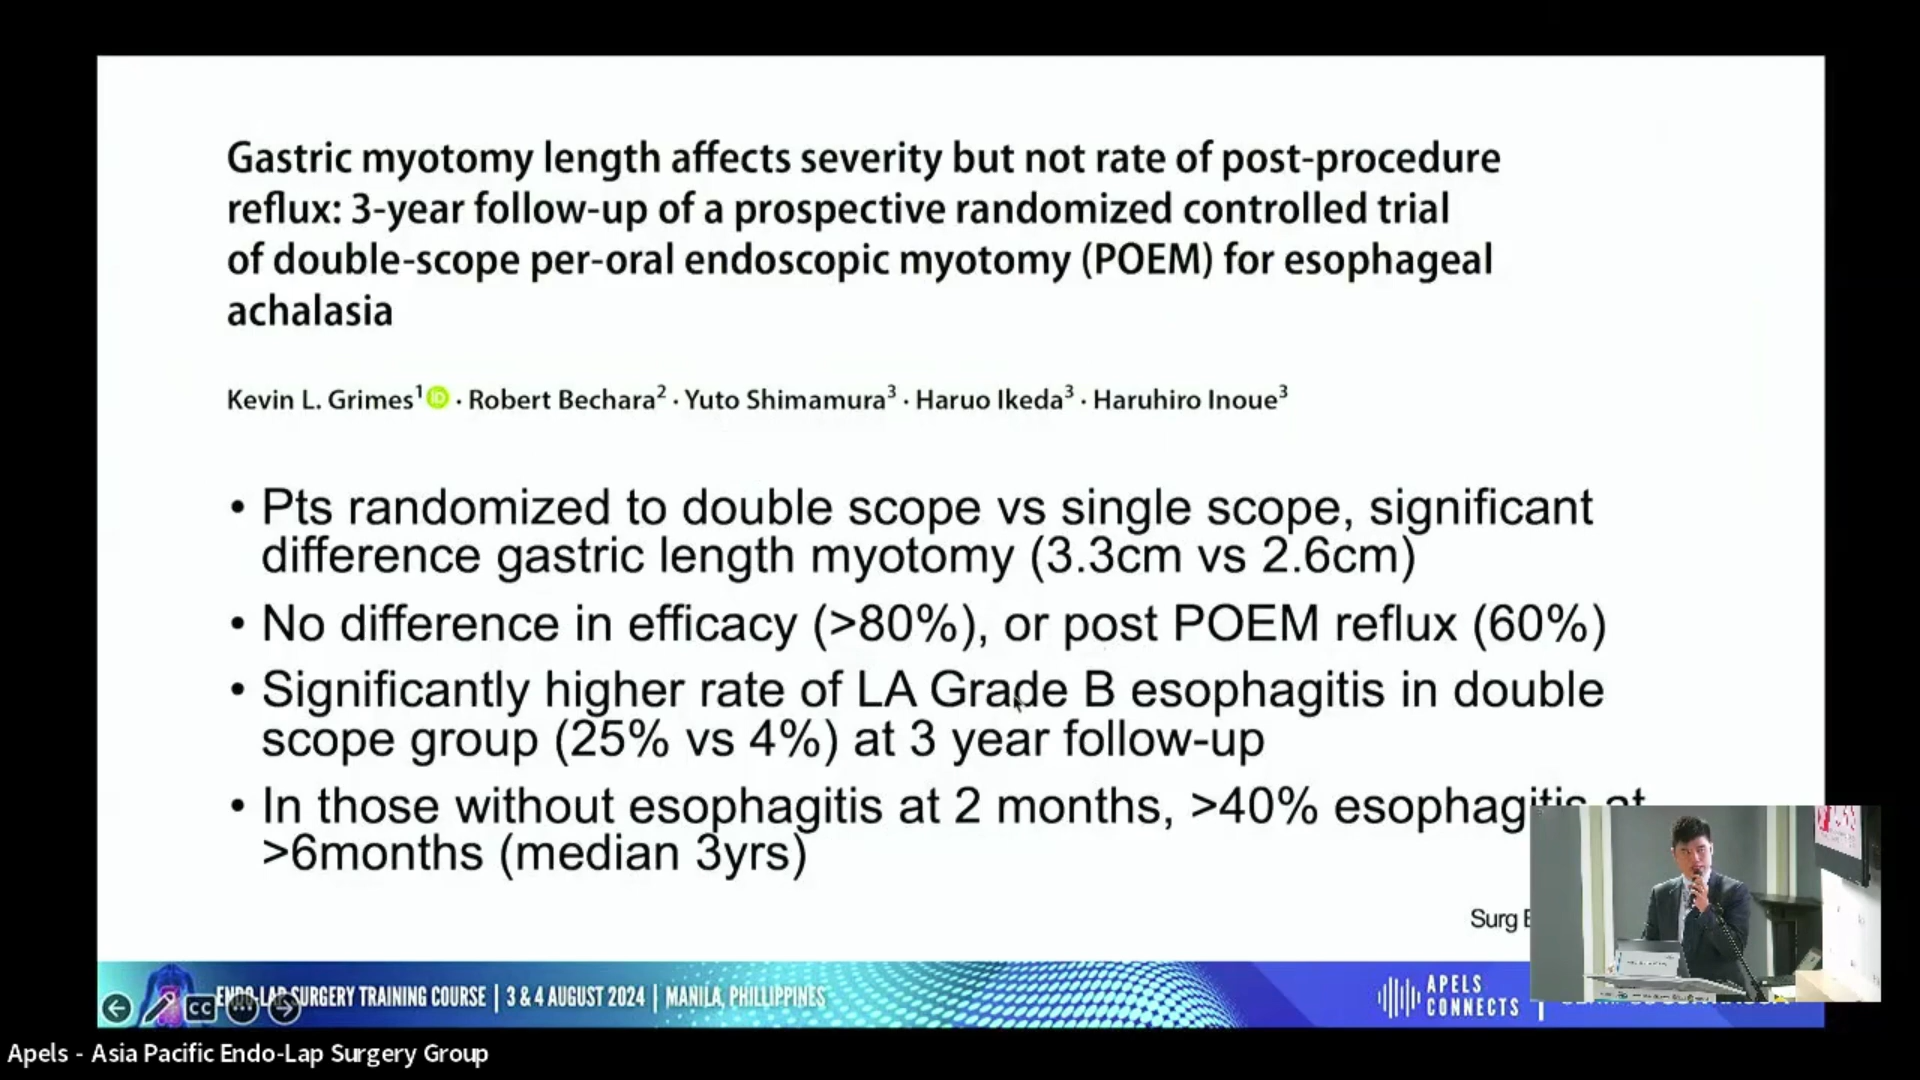 Gastric myotomy length affects severity but not rate of post-procedure
reflux: 3-year follow-up of a prospective randomized controlled trial
of double-scope per-oral endoscopic myotomy (POEM) for esophageal
achalasia
Kevin L. Grimes¹ iD · Robert Bechara² · Yuto Shimamura³ · Haruo Ikeda³ · Haruhiro Inoue³
• Pts randomized to double scope vs single scope, significant
difference gastric length myotomy (3.3cm vs 2.6cm)
• No difference in efficacy (>80%), or post POEM reflux (60%)
• Significantly higher rate of LA Grade B esophagitis in double
scope group (25% vs 4%) at 3 year follow-up
• In those without esophagitis at 2 months, >40% esophagitis at
>6months (median 3yrs)
Surg
ENDO-LAP SURGERY TRAINING COURSE | 3 & 4 AUGUST 2024 | MANILA, PHILLIPPINES
APELS
CONNECTS
CC
Apels - Asia Pacific Endo-Lap Surgery Group